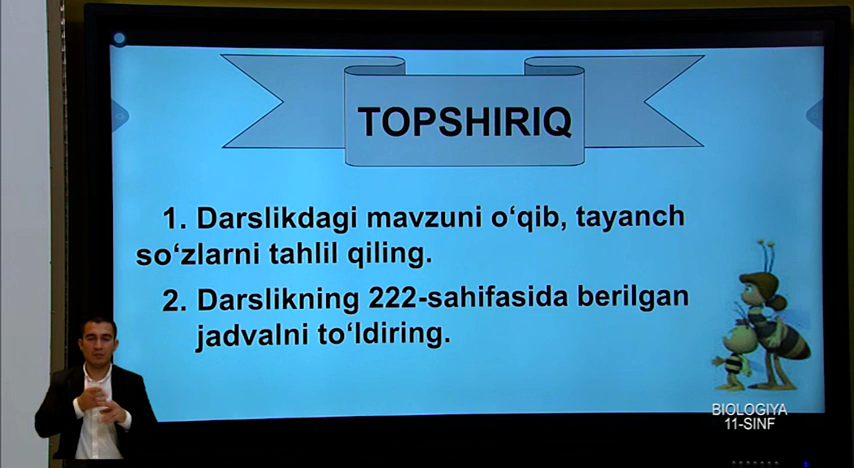 TOPSHIRIQ
1. Darslikdagi mavzuni o‘qib, tayanch
so‘zlarni tahlil qiling.
2. Darslikning 222-sahifasida berilgan
jadvalni to‘ldiring.
BIOLOGIYA
11-SINF